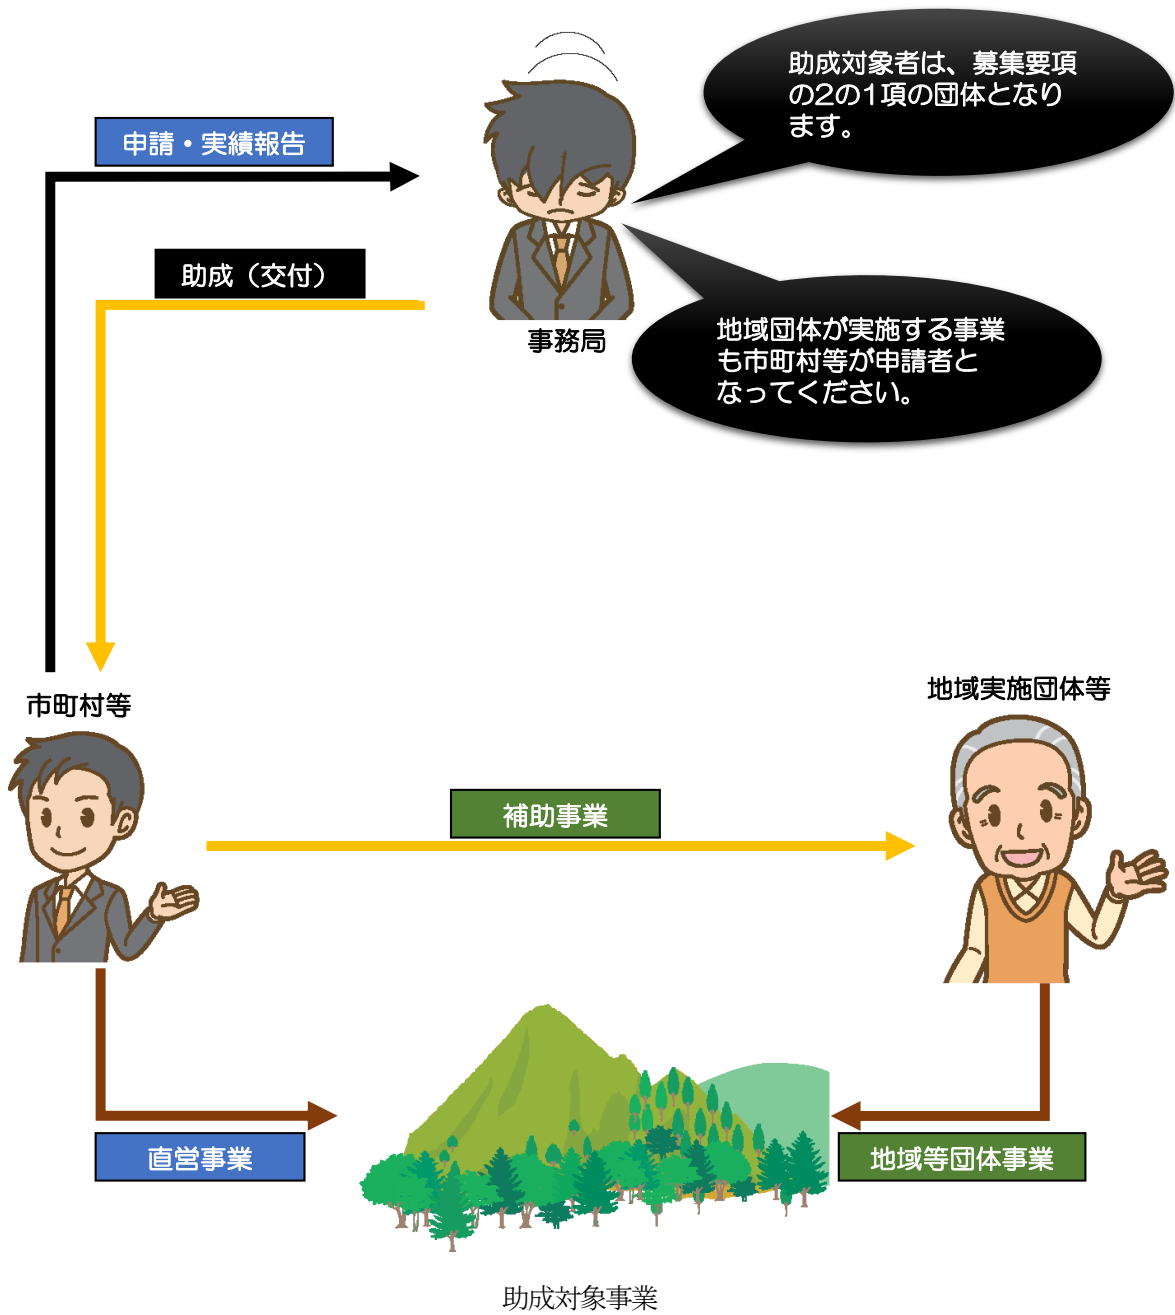 助成対象者は、募集要項
の2の1項の団体となり
ます。
申請・実績報告
助成（交付）
事務局
地域団体が実施する事業
も市町村等が申請者と
なってください。
市町村等
地域実施団体等
補助事業
直営事業
地域等団体事業
助成対象事業